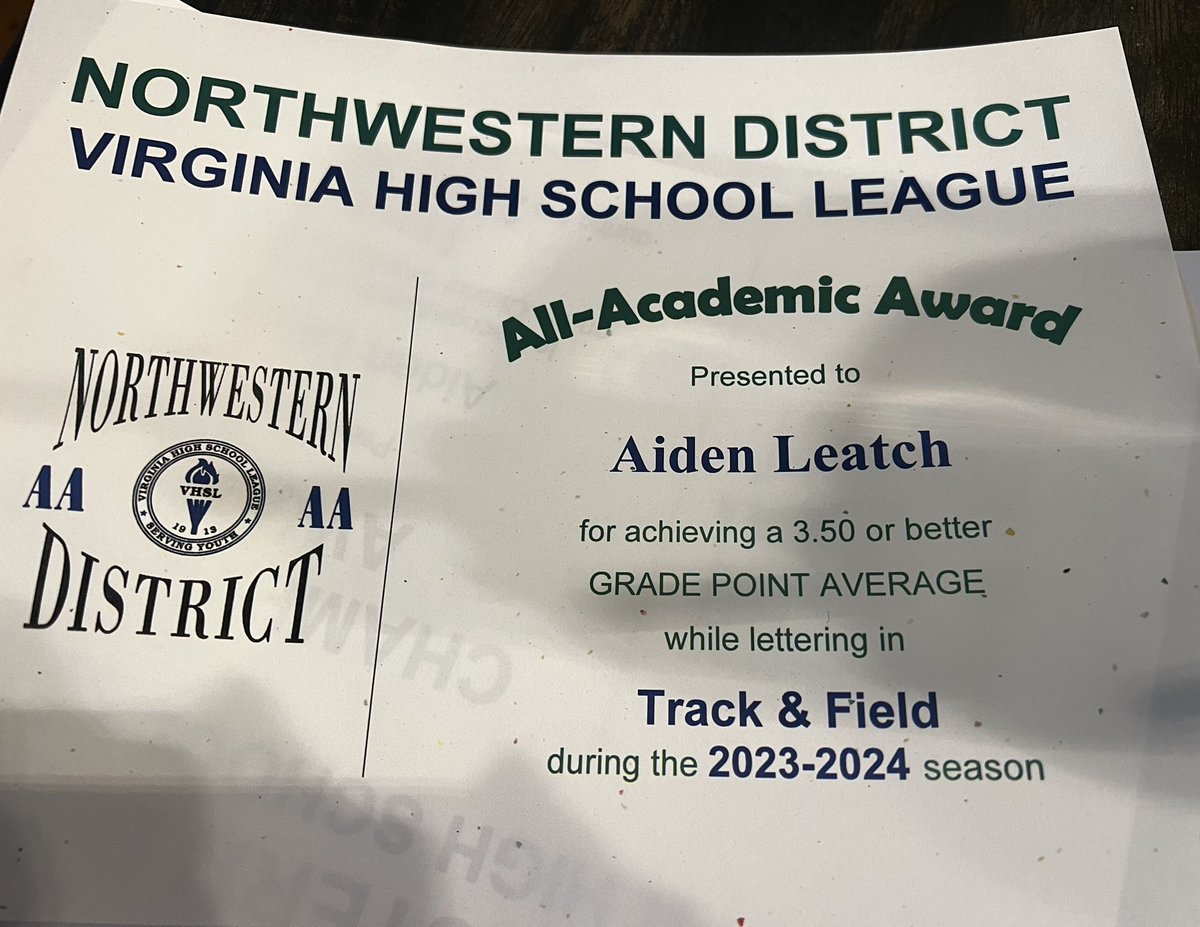 NORTHWESTERN DISTRICT
VIRGINIA HIGH SCHOOL LEAGUE
NORTHWESTERN
AA
VIRGINIA HIGH SCHOOL LEAGUE
VHSL
1913
SERVING YOUTH
AA
DISTRICT
All-Academic Award
Presented to
Aiden Leatch
for achieving a 3.50 or better
GRADE POINT AVERAGE
while lettering in
Track & Field
during the 2023-2024 season